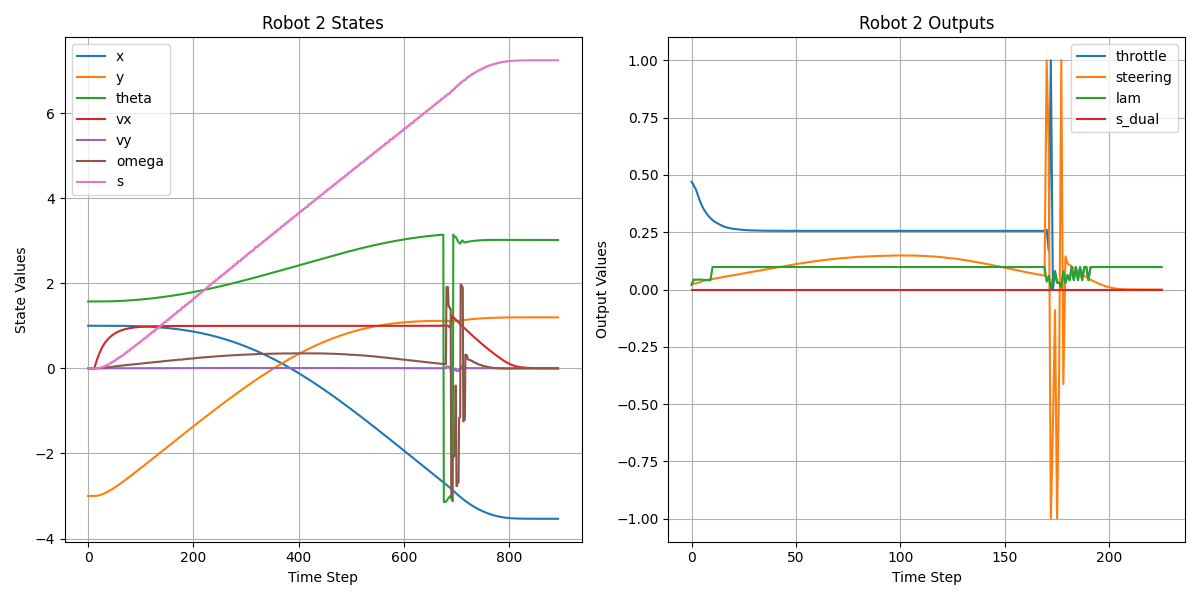 Robot 2 States
State Values
6
4
2
0
−2
−4
x
y
theta
vx
vy
omega
s
0 200 400 600 800
Time Step
Robot 2 Outputs
Output Values
1.00
0.75
0.50
0.25
0.00
−0.25
−0.50
−0.75
−1.00
throttle
steering
lam
s_dual
0 50 100 150 200
Time Step